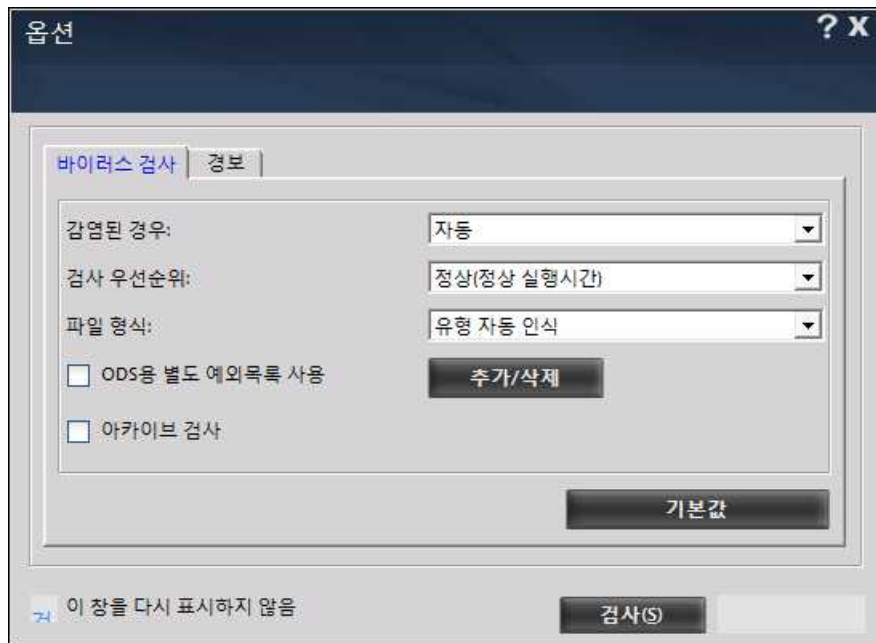 옵션
? X
바이러스 검사 경보
감염된 경우: 자동
검사 우선순위: 정상(정상 실행시간)
파일 형식: 유형 자동 인식
ODS용 별도 예외목록 사용 추가/삭제
아카이브 검사
기본값
이 창을 다시 표시하지 않음 검사(S)